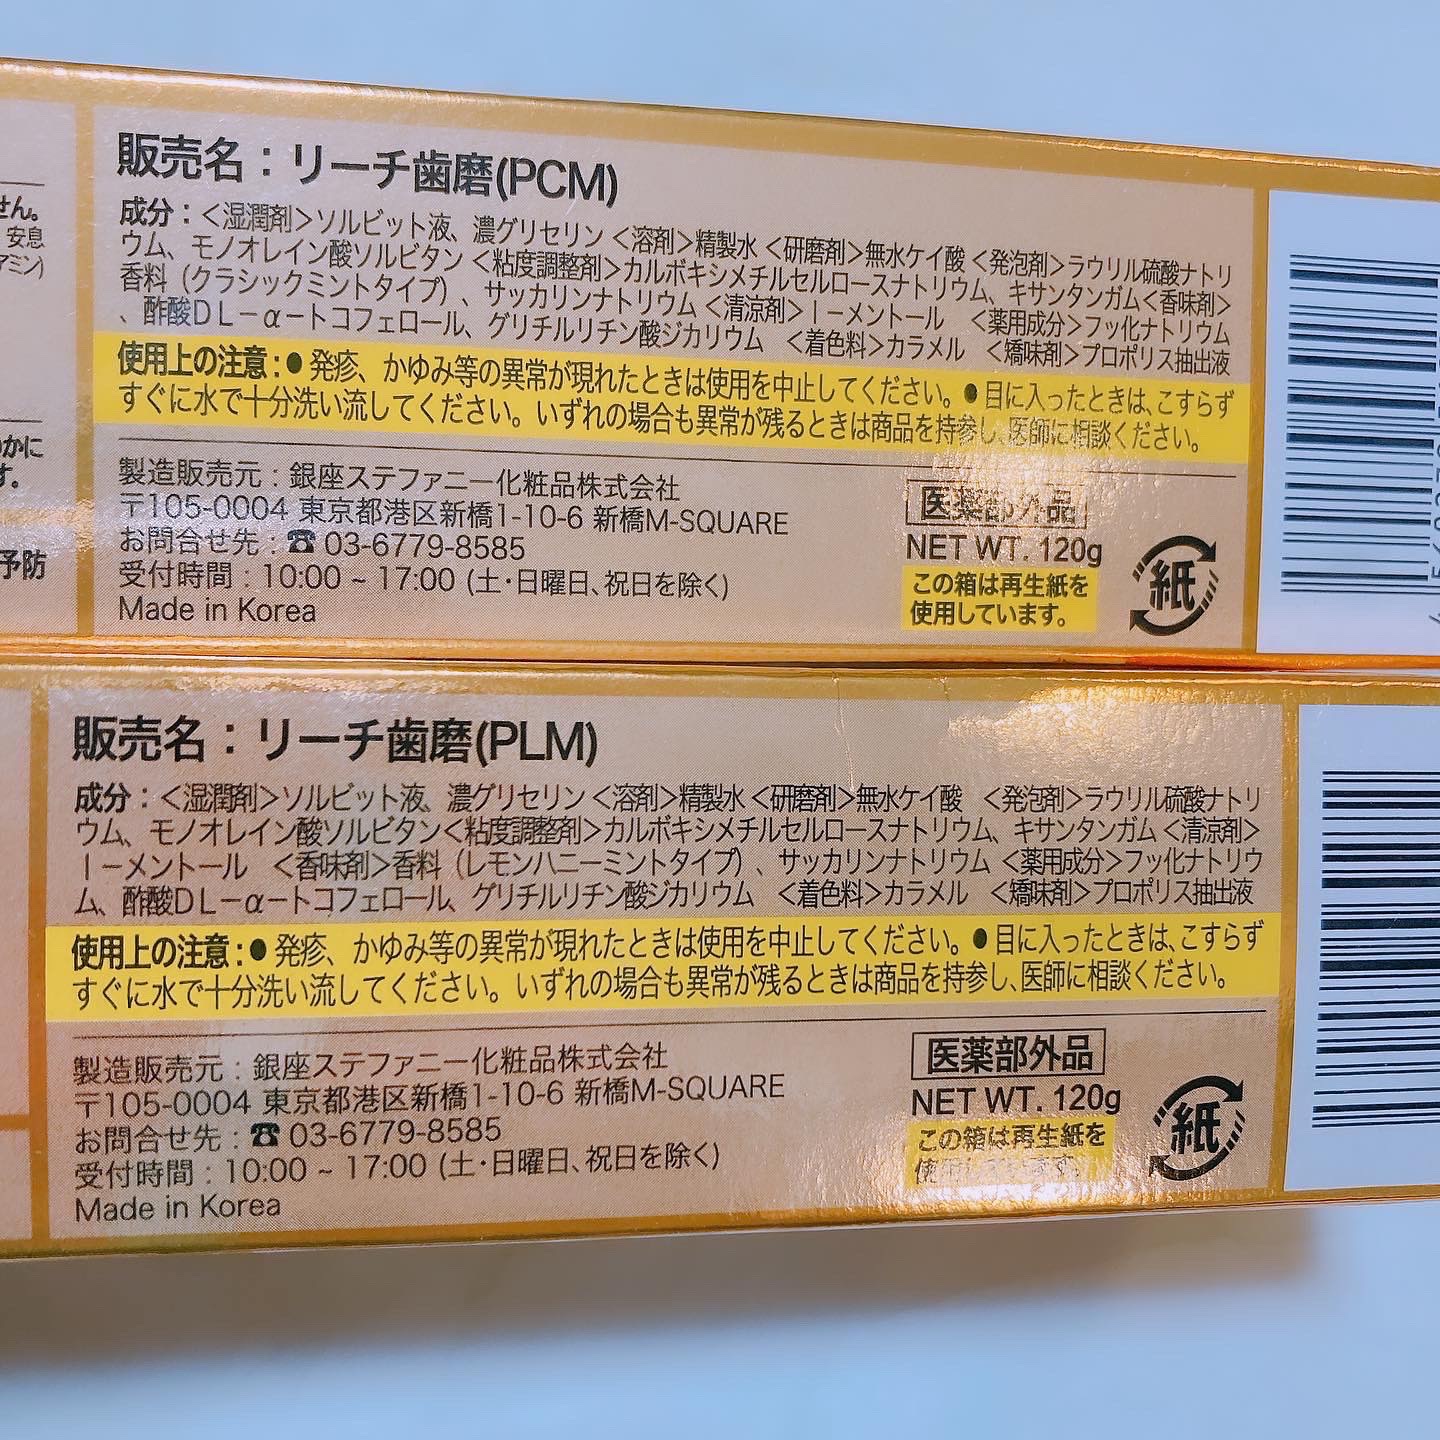 せん。
安息
アミン)
かに
す。
予防
販売名：リーチ歯磨(PCM)
成分：＜湿潤剤＞ソルビット液、濃グリセリン＜溶剤＞精製水＜研磨剤＞無水ケイ酸＜発泡剤＞ラウリル硫酸ナトリ
ウム、モノオレイン酸ソルビタン＜粘度調整剤＞カルボキシメチルセルロースナトリウム、キサンタンガム＜香味剤＞
香料（クラシックミントタイプ）、サッカリンナトリウム＜清涼剤＞l－メントール ＜薬用成分＞フッ化ナトリウム
、酢酸DL－α－トコフェロール、グリチルリチン酸ジカリウム ＜着色料＞カラメル ＜矯味剤＞プロポリス抽出液
使用上の注意：●発疹、かゆみ等の異常が現れたときは使用を中止してください。●目に入ったときは、こすらず
すぐに水で十分洗い流してください。いずれの場合も異常が残るときは商品を持参し、医師に相談ください。
製造販売元：銀座ステファニー化粧品株式会社
〒105-0004 東京都港区新橋1-10-6 新橋M-SQUARE
お問合せ先：☎03-6779-8585
受付時間：10:00 ~ 17:00 (土・日曜日、祝日を除く)
Made in Korea
医薬部外品
NET WT. 120g
この箱は再生紙を
使用しています。
紙
販売名：リーチ歯磨(PLM)
成分：＜湿潤剤＞ソルビット液、濃グリセリン＜溶剤＞精製水＜研磨剤＞無水ケイ酸 ＜発泡剤＞ラウリル硫酸ナトリ
ウム、モノオレイン酸ソルビタン＜粘度調整剤＞カルボキシメチルセルロースナトリウム、キサンタンガム＜清涼剤＞
l－メントール ＜香味剤＞香料（レモンハニーミントタイプ）、サッカリンナトリウム＜薬用成分＞フッ化ナトリウ
ム、酢酸DL－α－トコフェロール、グリチルリチン酸ジカリウム ＜着色料＞カラメル ＜矯味剤＞プロポリス抽出液
使用上の注意：●発疹、かゆみ等の異常が現れたときは使用を中止してください。●目に入ったときは、こすらず
すぐに水で十分洗い流してください。いずれの場合も異常が残るときは商品を持参し、医師に相談ください。
製造販売元：銀座ステファニー化粧品株式会社
〒105-0004 東京都港区新橋1-10-6 新橋M-SQUARE
お問合せ先：☎03-6779-8585
受付時間：10:00 ~ 17:00 (土・日曜日、祝日を除く)
Made in Korea
医薬部外品
NET WT. 120g
この箱は再生紙を
使用しています。
紙